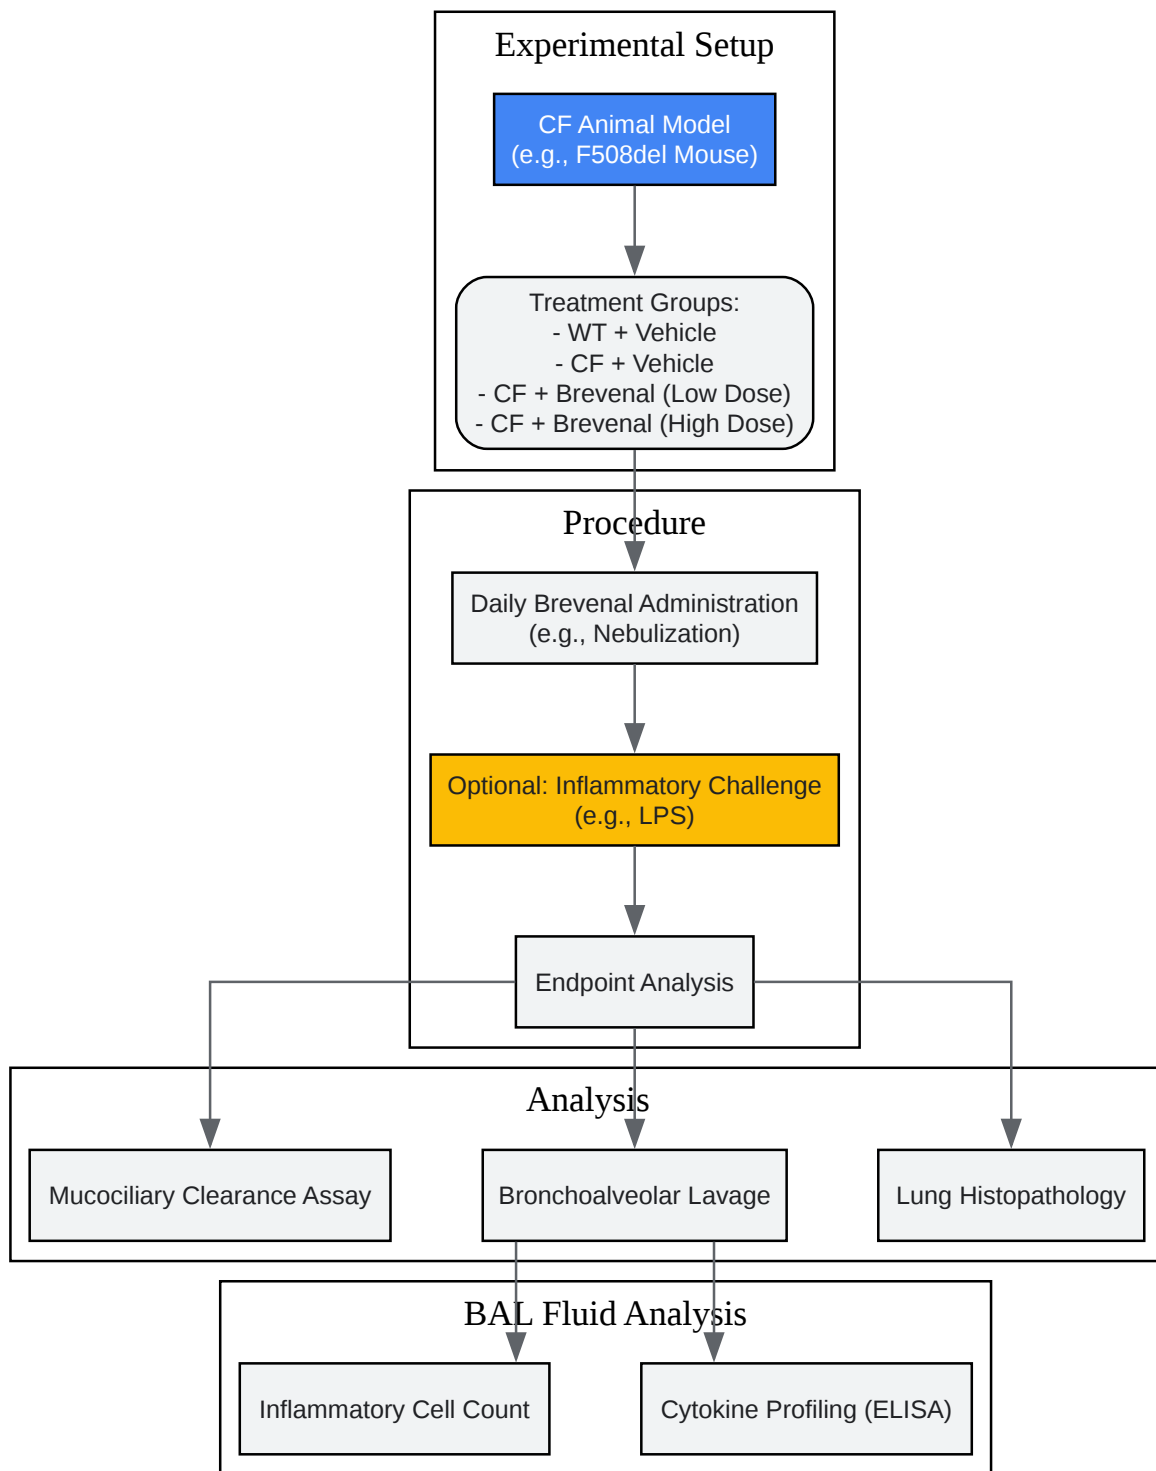 Experimental Setup
CF Animal Model
(e.g., F508del Mouse)
Treatment Groups:
- WT + Vehicle
- CF + Vehicle
- CF + Brevenal (Low Dose)
- CF + Brevenal (High Dose)
Procedure
Daily Brevenal Administration
(e.g., Nebulization)
Optional: Inflammatory Challenge
(e.g., LPS)
Endpoint Analysis
Analysis
Mucociliary Clearance Assay
Bronchoalveolar Lavage
Lung Histopathology
BAL Fluid Analysis
Inflammatory Cell Count
Cytokine Profiling (ELISA)